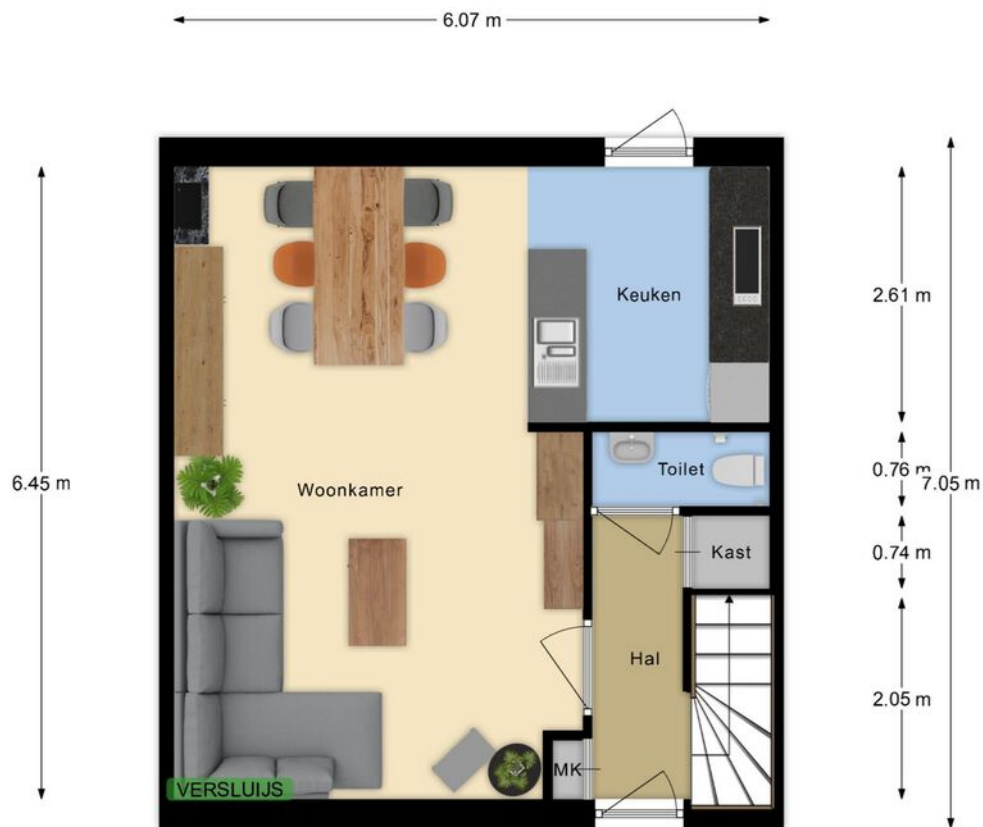 6.07 m
Keuken
2.61 m
6.45 m
Woonkamer
Toilet
0.76 m
7.05 m
Kast
0.74 m
Hal
2.05 m
MK
VERSLUIJS